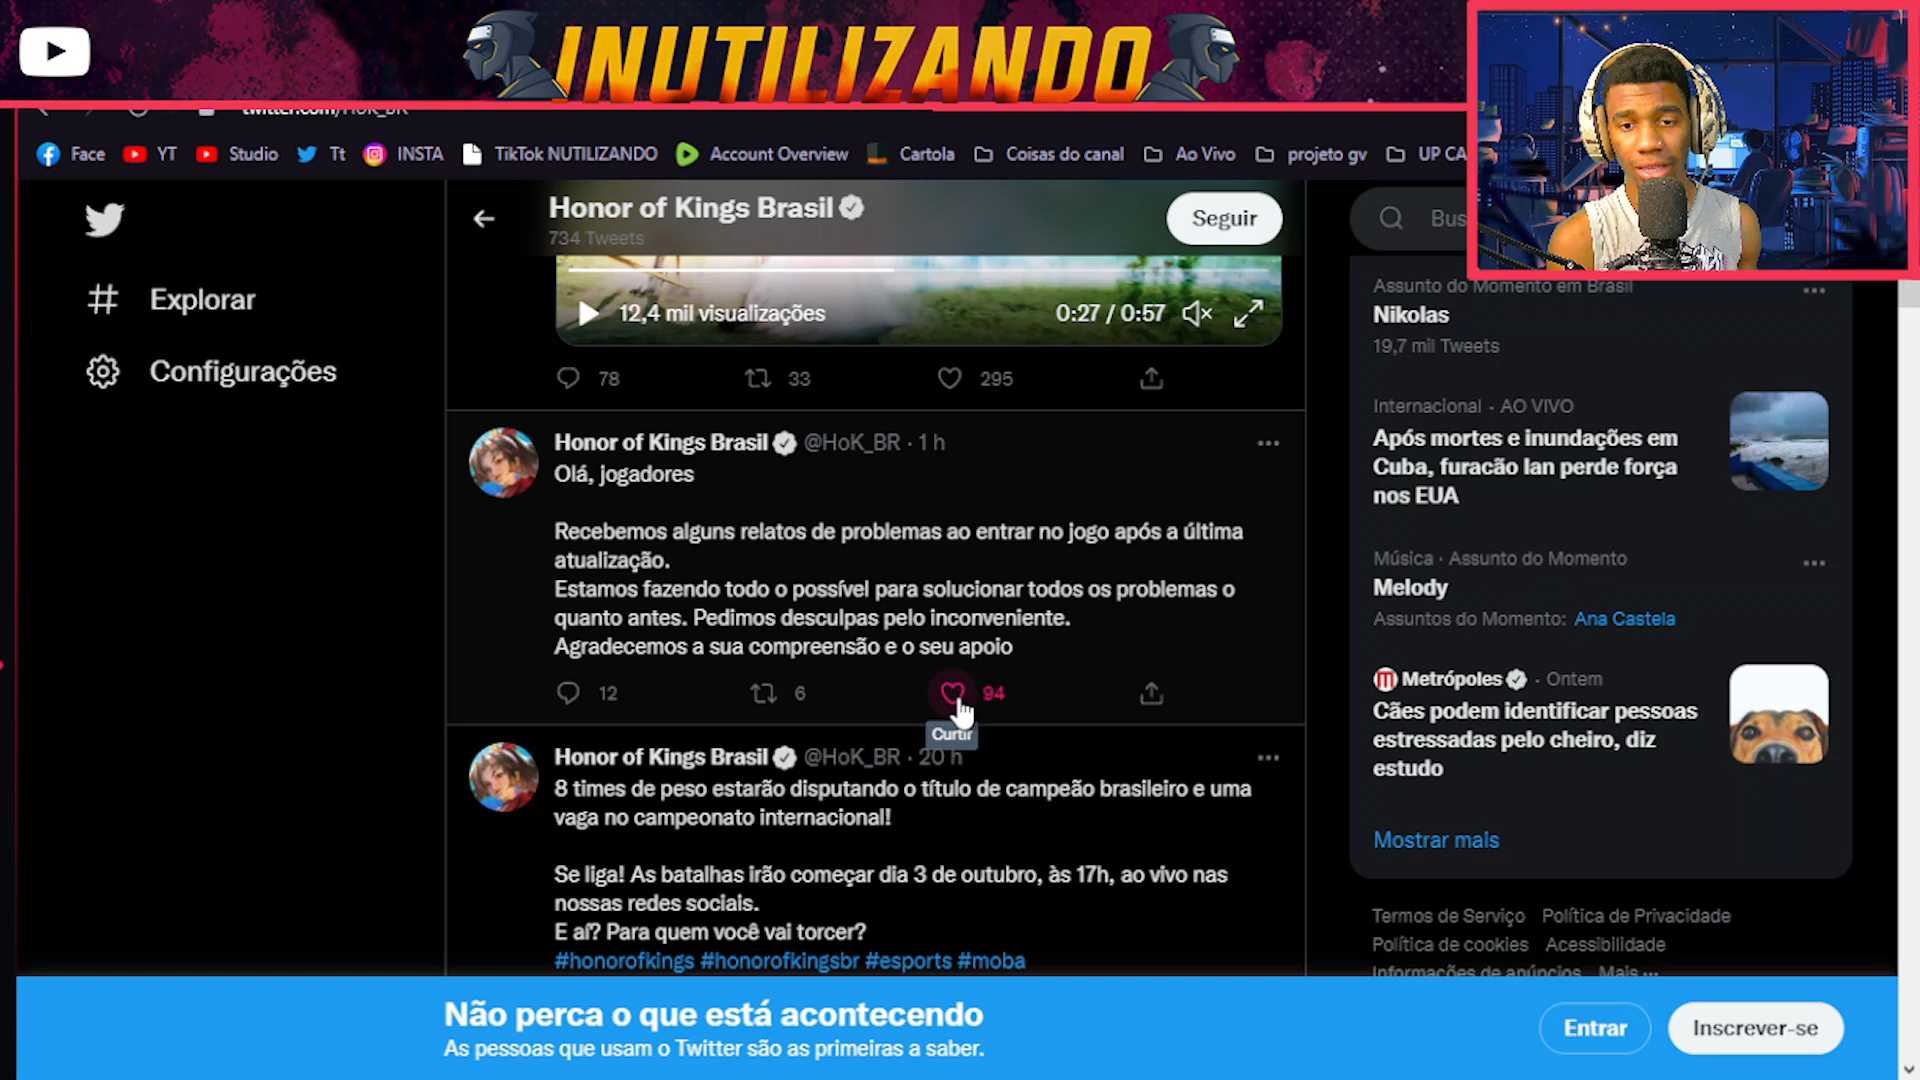 INUTILIZANDO
twitter.com/HoK_BR
Face YT Studio Tt INSTA TikTok NUTILIZANDO Account Overview Cartola Coisas do canal Ao Vivo projeto gv UP CA
Honor of Kings Brasil
734 Tweets
Seguir
Bus
Explorar
Configurações
12,4 mil visualizações
0:27 / 0:57
78 33 295
Honor of Kings Brasil @HoK_BR · 1 h
Olá, jogadores
Recebemos alguns relatos de problemas ao entrar no jogo após a última
atualização.
Estamos fazendo todo o possível para solucionar todos os problemas o
quanto antes. Pedimos desculpas pelo inconveniente.
Agradecemos a sua compreensão e o seu apoio
12 6 94
Curtir
Honor of Kings Brasil @HoK_BR · 20 h
8 times de peso estarão disputando o título de campeão brasileiro e uma
vaga no campeonato internacional!
Se liga! As batalhas irão começar dia 3 de outubro, às 17h, ao vivo nas
nossas redes sociais.
E aí? Para quem você vai torcer?
#honorofkings #honorofkingsbr #esports #moba
Assunto do Momento em Brasil
Nikolas
19,7 mil Tweets
Internacional · AO VIVO
Após mortes e inundações em
Cuba, furacão Ian perde força
nos EUA
Música · Assunto do Momento
Melody
Assuntos do Momento: Ana Castela
Metrópoles · Ontem
Cães podem identificar pessoas
estressadas pelo cheiro, diz
estudo
Mostrar mais
Termos de Serviço Política de Privacidade
Política de cookies Acessibilidade
Informações de anúncios Mais ...
Não perca o que está acontecendo
As pessoas que usam o Twitter são as primeiras a saber.
Entrar
Inscrever-se